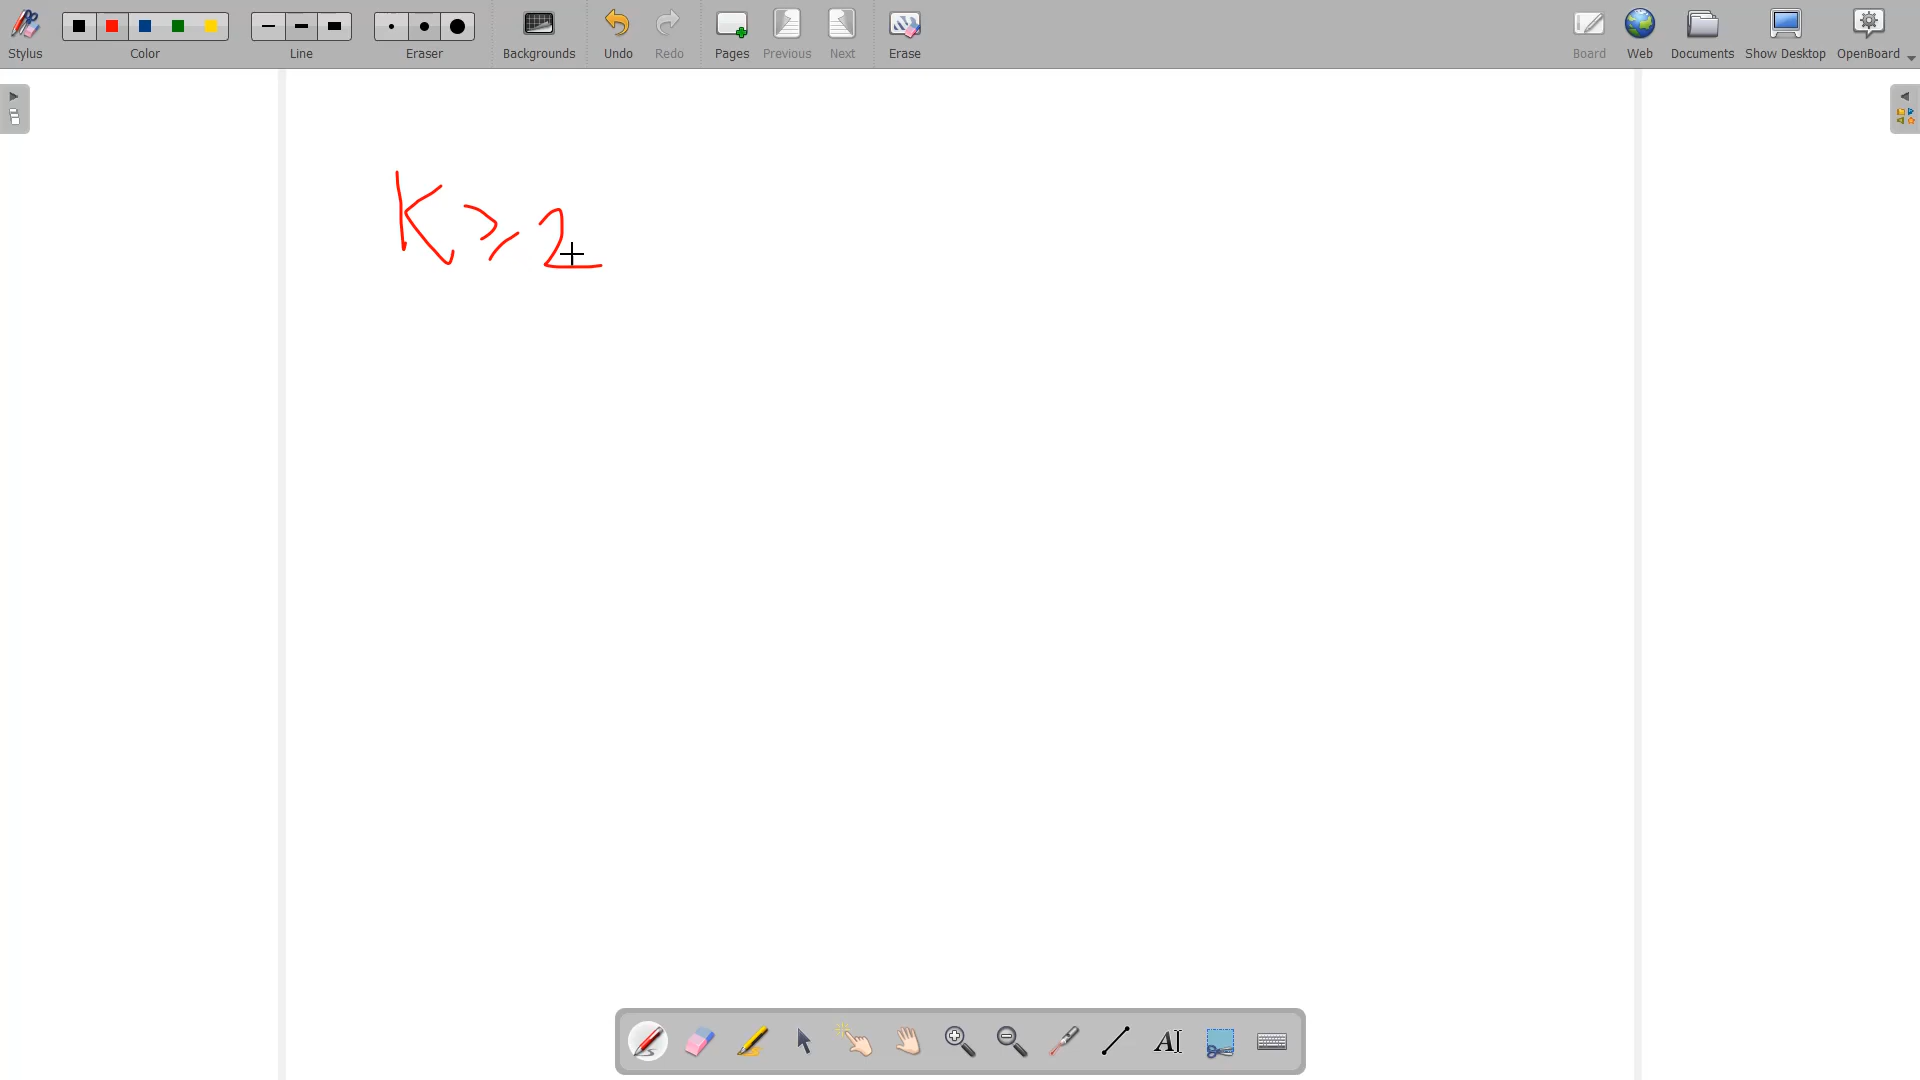 Stylus Color Line Eraser Backgrounds Undo Redo Pages Previous Next Erase Board Web Documents Show Desktop OpenBoard
K ≥ 2